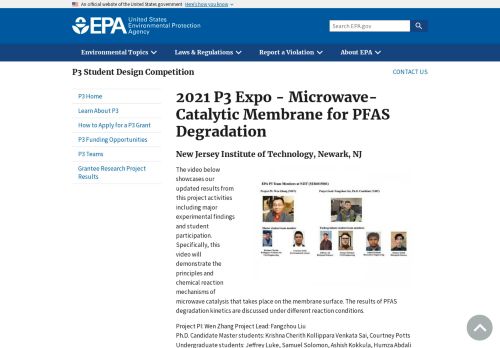 An official website of the United States government Here's how you know
EPA United States Environmental Protection Agency
Search EPA.gov
Environmental Topics Laws & Regulations Report a Violation About EPA
P3 Student Design Competition
CONTACT US
P3 Home
Learn About P3
How to Apply for a P3 Grant
P3 Funding Opportunities
P3 Teams
Grantee Research Project
Results
2021 P3 Expo - Microwave-
Catalytic Membrane for PFAS
Degradation
New Jersey Institute of Technology, Newark, NJ
The video below
showcases our
updated results from
this project activities
including major
experimental findings
and student
participation.
Specifically, this
video will
demonstrate the
principles and
chemical reaction
mechanisms of
microwave catalysis that takes place on the membrane surface. The results of PFAS
degradation kinetics are discussed under different reaction conditions.
Project PI: Wen Zhang Project Lead: Fangzhou Liu
Ph.D. Candidate Master students: Krishna Cherith Kollippara Venkata Sai, Courtney Potts
Undergraduate students: Jeffrey Luke, Samuel Solomon, Ashish Kokkula, Humza Abdali